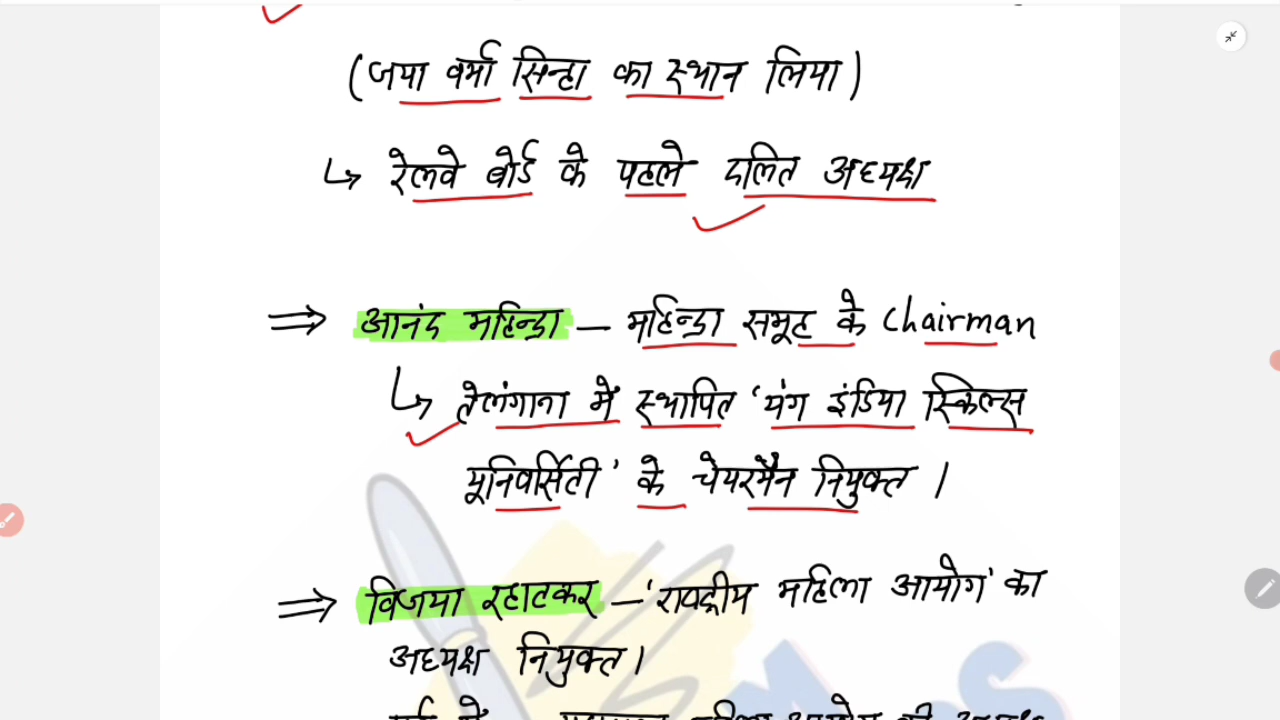 (जया वर्मा सिन्हा का स्थान लिया)
↳ रेलवे बोर्ड के पहले दलित अध्यक्ष
⇒ आनंद महिन्द्रा – महिन्द्रा समूह के Chairman
↳ तेलंगाना में स्थापित 'यंग इंडिया स्किल्स
यूनिवर्सिटी' के चेयरमैन नियुक्त ।
⇒ विजया रहाटकर – 'राष्ट्रीय महिला आयोग' का
अध्यक्ष नियुक्त ।